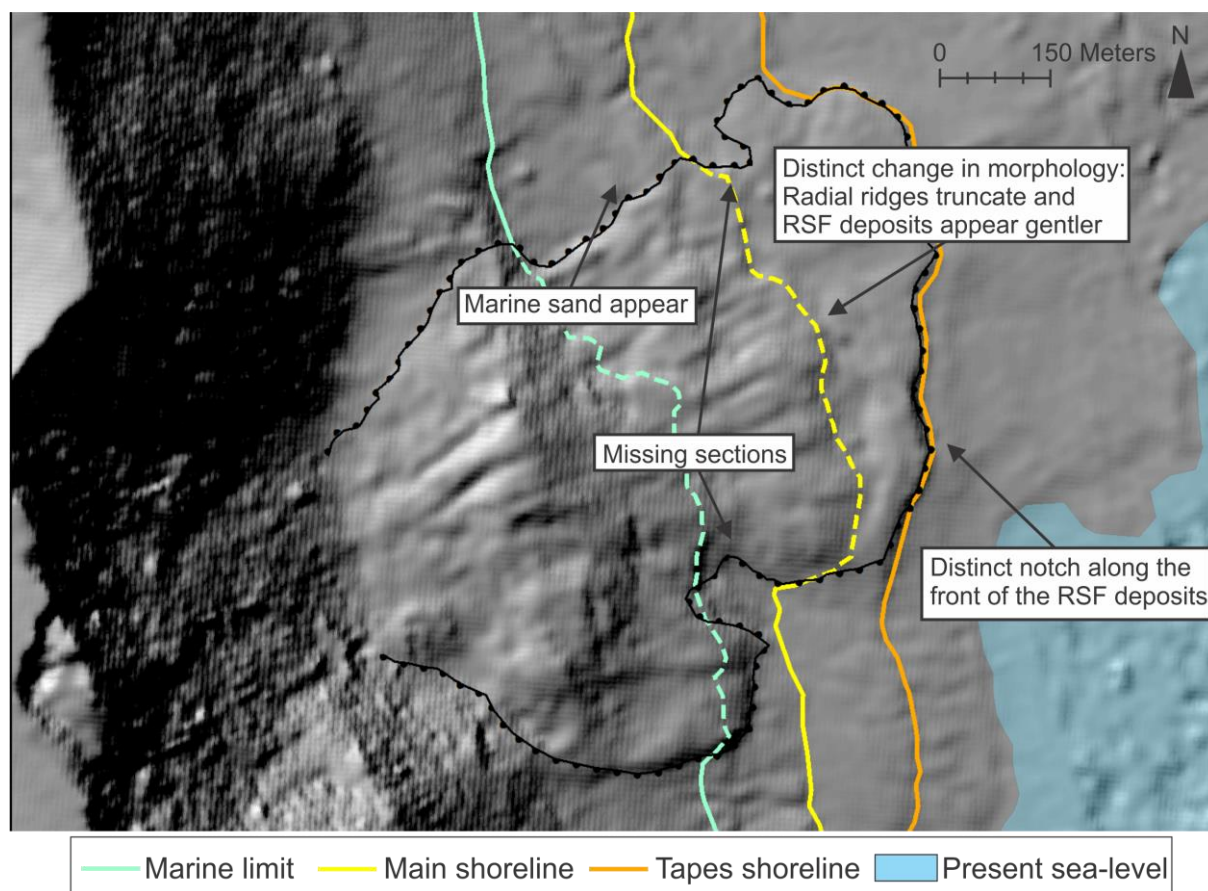 0 150 Meters
N
Distinct change in morphology:
Radial ridges truncate and
RSF deposits appear gentler
Marine sand appear
Missing sections
Distinct notch along the
front of the RSF deposits
Marine limit Main shoreline Tapes shoreline Present sea-level